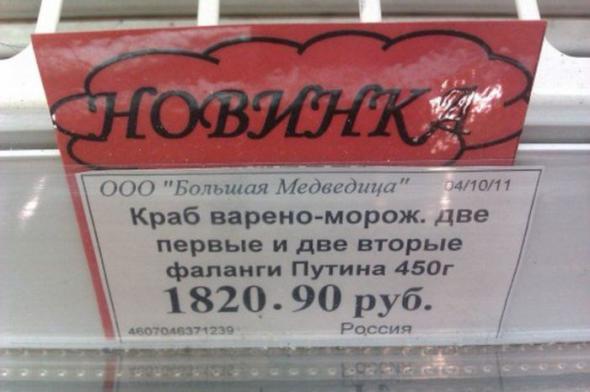 НОВИНКА
ООО "Большая Медведица" 04/10/11
Краб варено-морож. две
первые и две вторые
фаланги Путина 450г
1820.90 руб.
4607046371239 Россия